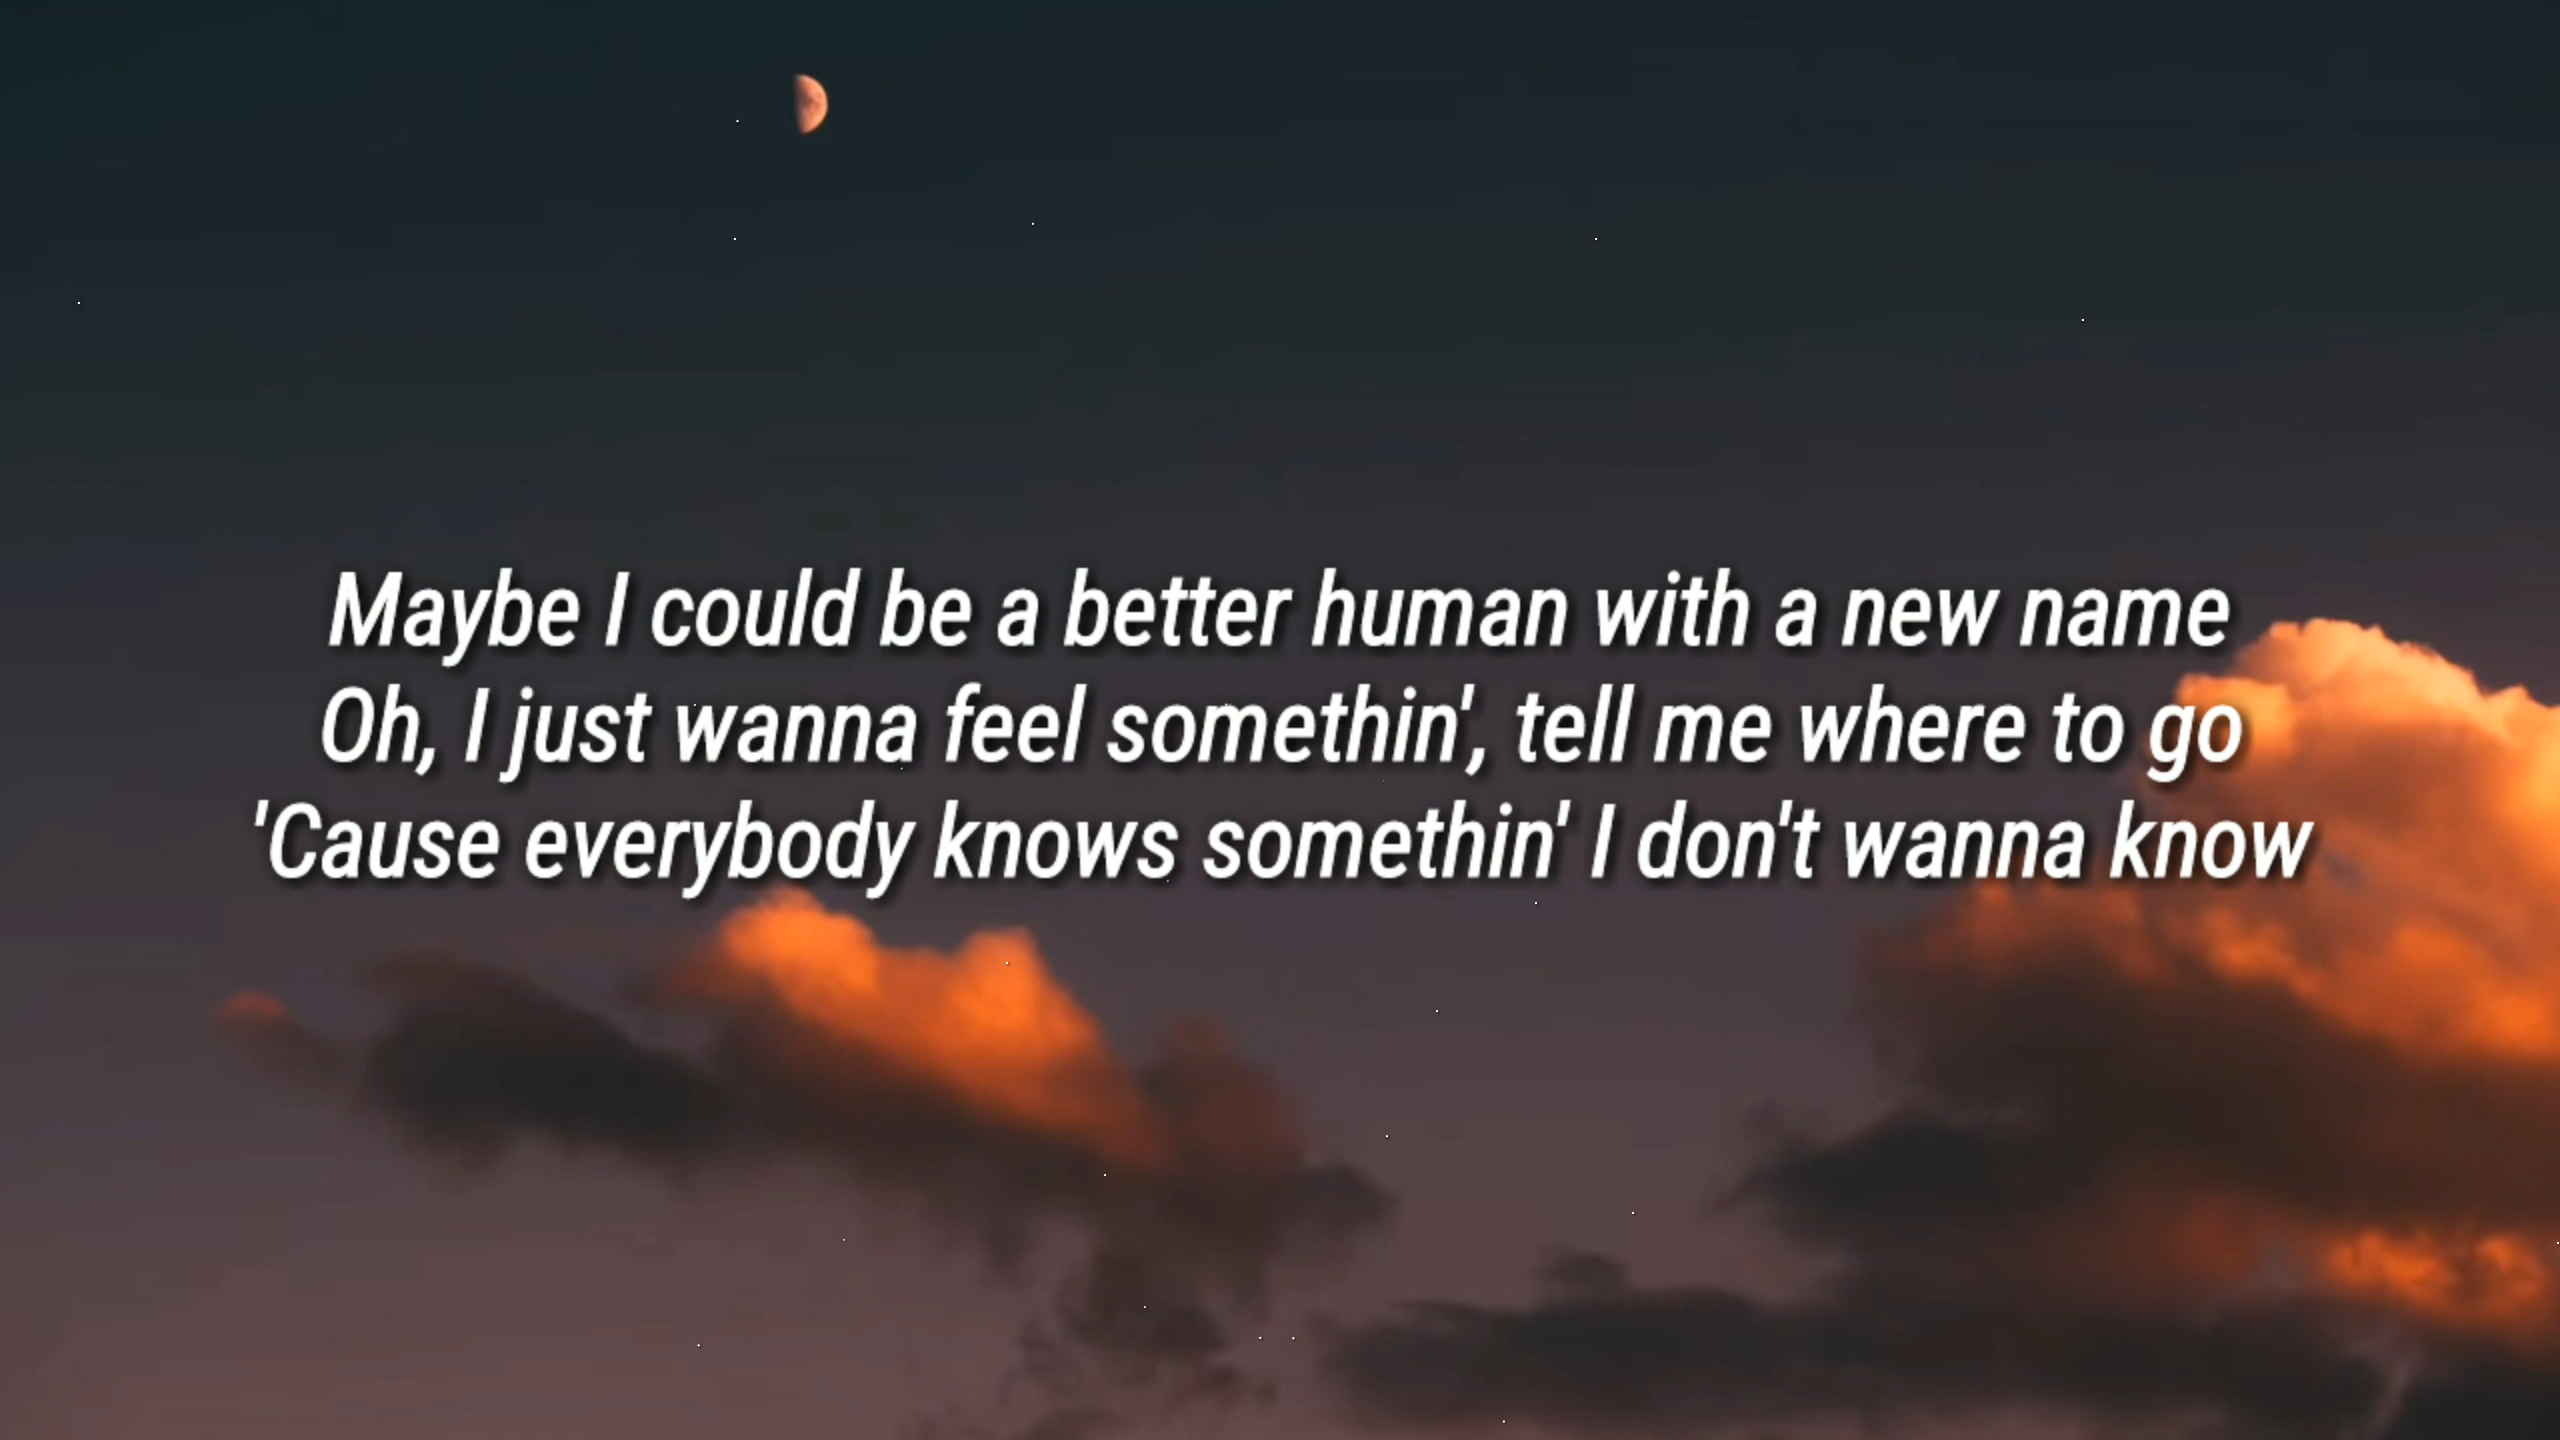 Maybe I could be a better human with a new name
Oh, I just wanna feel somethin', tell me where to go
'Cause everybody knows somethin' I don't wanna know